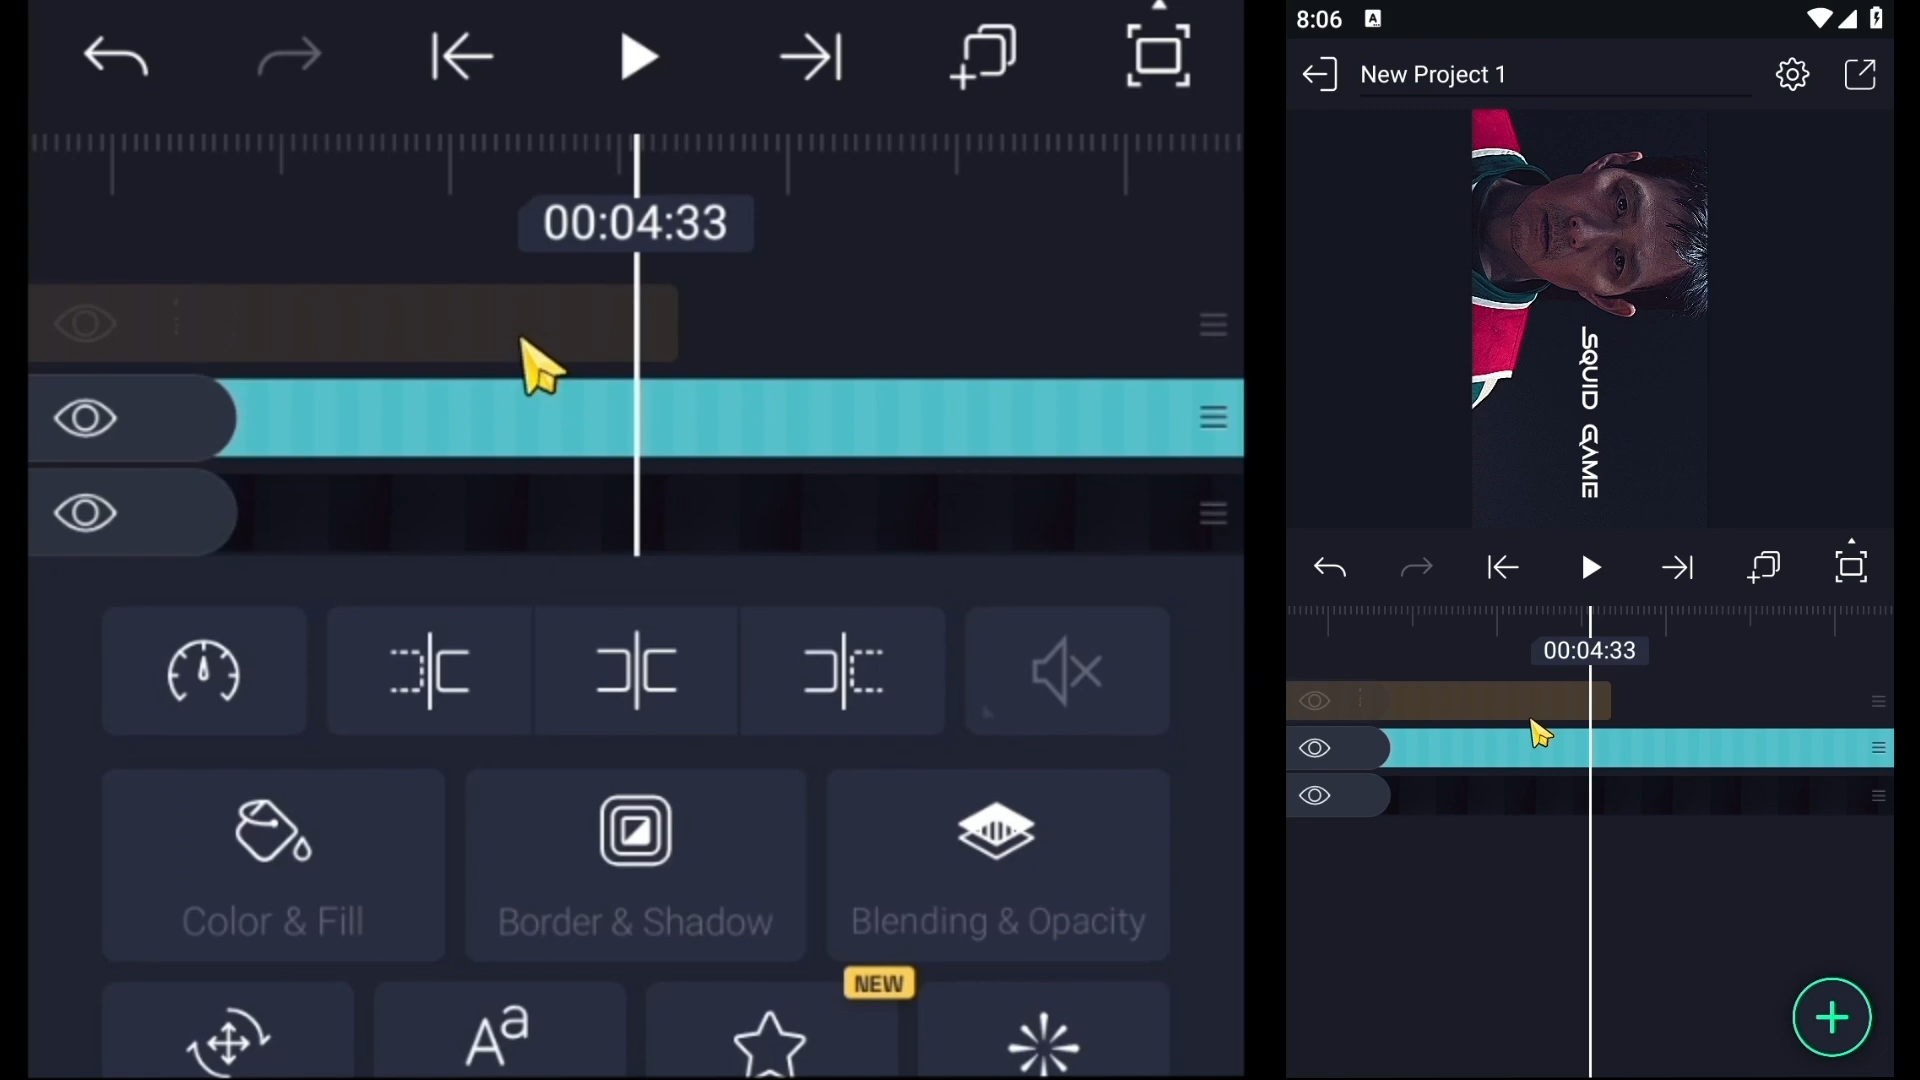 00:04:33
Color & Fill
Border & Shadow
Blending & Opacity
NEW
Aa
8:06
A
New Project 1
SQUID GAME
00:04:33